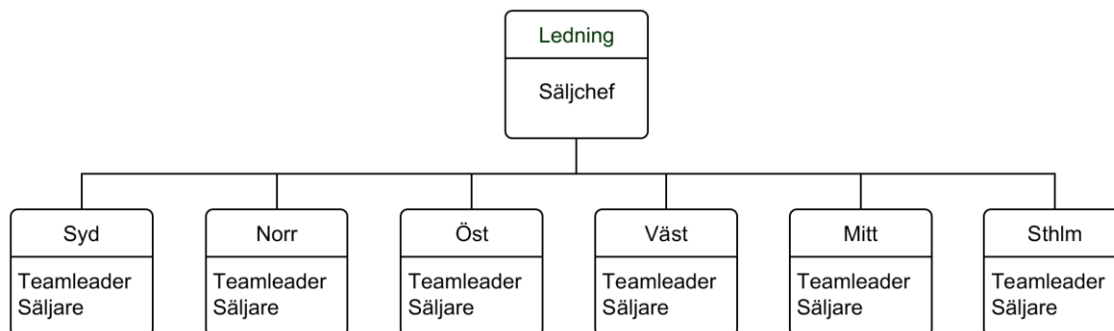 Ledning
Säljchef
Syd
Teamleader
Säljare
Norr
Teamleader
Säljare
Öst
Teamleader
Säljare
Väst
Teamleader
Säljare
Mitt
Teamleader
Säljare
Sthlm
Teamleader
Säljare